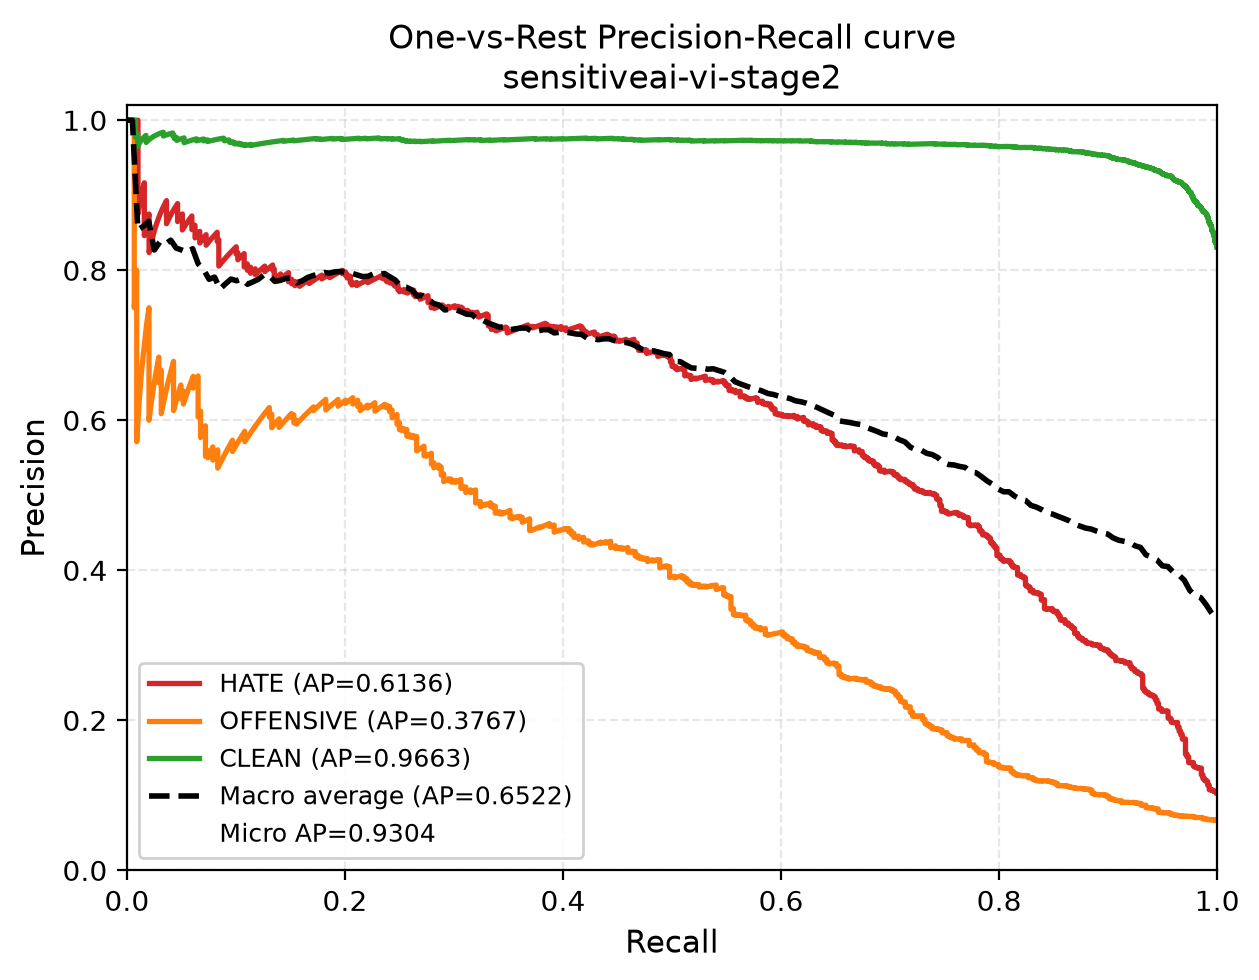 One-vs-Rest Precision-Recall curve
sensitiveai-vi-stage2
1.0
0.8
0.6
0.4
0.2
0.0
Precision
HATE (AP=0.6136)
OFFENSIVE (AP=0.3767)
CLEAN (AP=0.9663)
Macro average (AP=0.6522)
Micro AP=0.9304
0.0 0.2 0.4 0.6 0.8 1.0
Recall